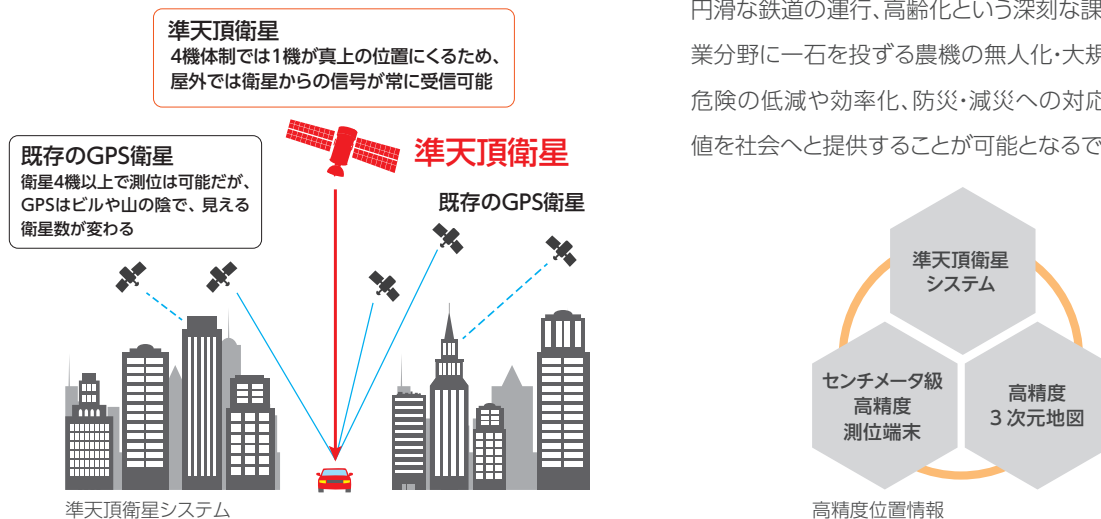 準天頂衛星
4機体制では1機が真上の位置にくるため、
屋外では衛星からの信号が常に受信可能
既存のGPS衛星
衛星4機以上で測位は可能だが、
GPSはビルや山の陰で、見える
衛星数が変わる
準天頂衛星
既存のGPS衛星
準天頂衛星システム
円滑な鉄道の運行、高齢化という深刻な課
業分野に一石を投ずる農機の無人化・大規
危険の低減や効率化、防災・減災への対応
値を社会へと提供することが可能となるで
準天頂衛星
システム
センチメータ級
高精度
測位端末
高精度
3次元地図
高精度位置情報